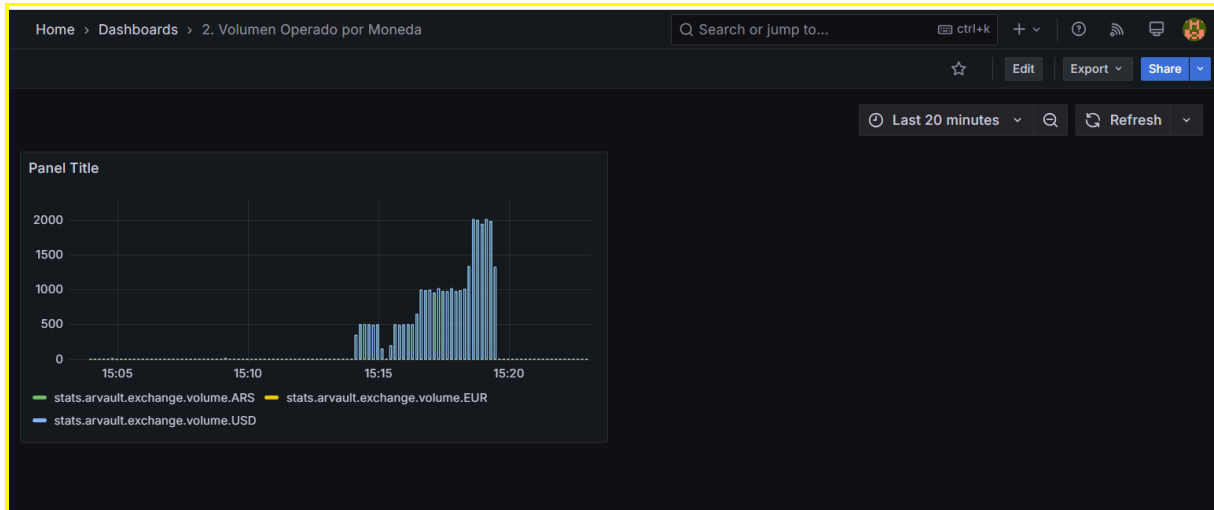 Home › Dashboards › 2. Volumen Operado por Moneda
Search or jump to... ctrl+k
Edit Export Share
Last 20 minutes Refresh
Panel Title
2000
1500
1000
500
0
15:05 15:10 15:15 15:20
stats.arvault.exchange.volume.ARS stats.arvault.exchange.volume.EUR
stats.arvault.exchange.volume.USD